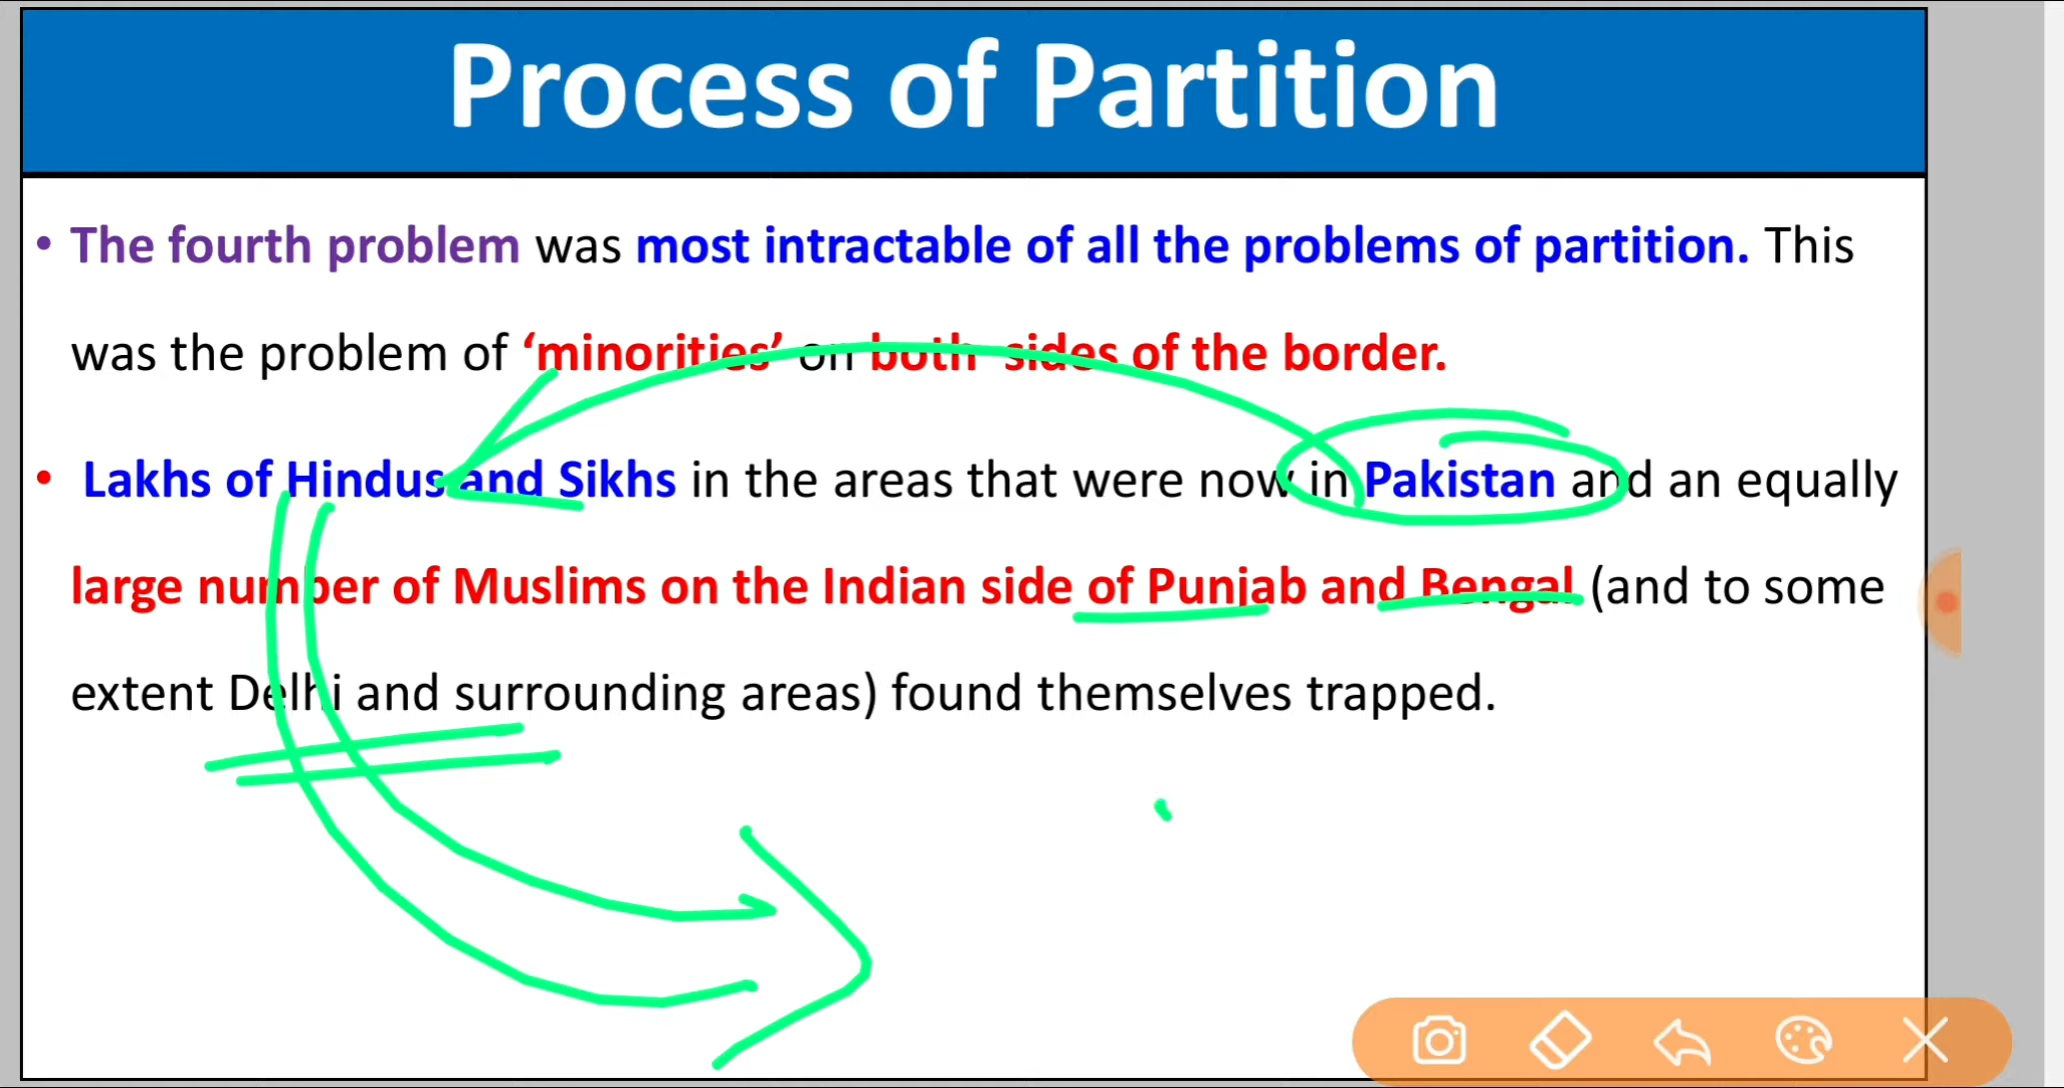 Process of Partition
• The fourth problem was most intractable of all the problems of partition. This
was the problem of ‘minorities’ on both sides of the border.
• Lakhs of Hindus and Sikhs in the areas that were now in Pakistan and an equally
large number of Muslims on the Indian side of Punjab and Bengal (and to some
extent Delhi and surrounding areas) found themselves trapped.